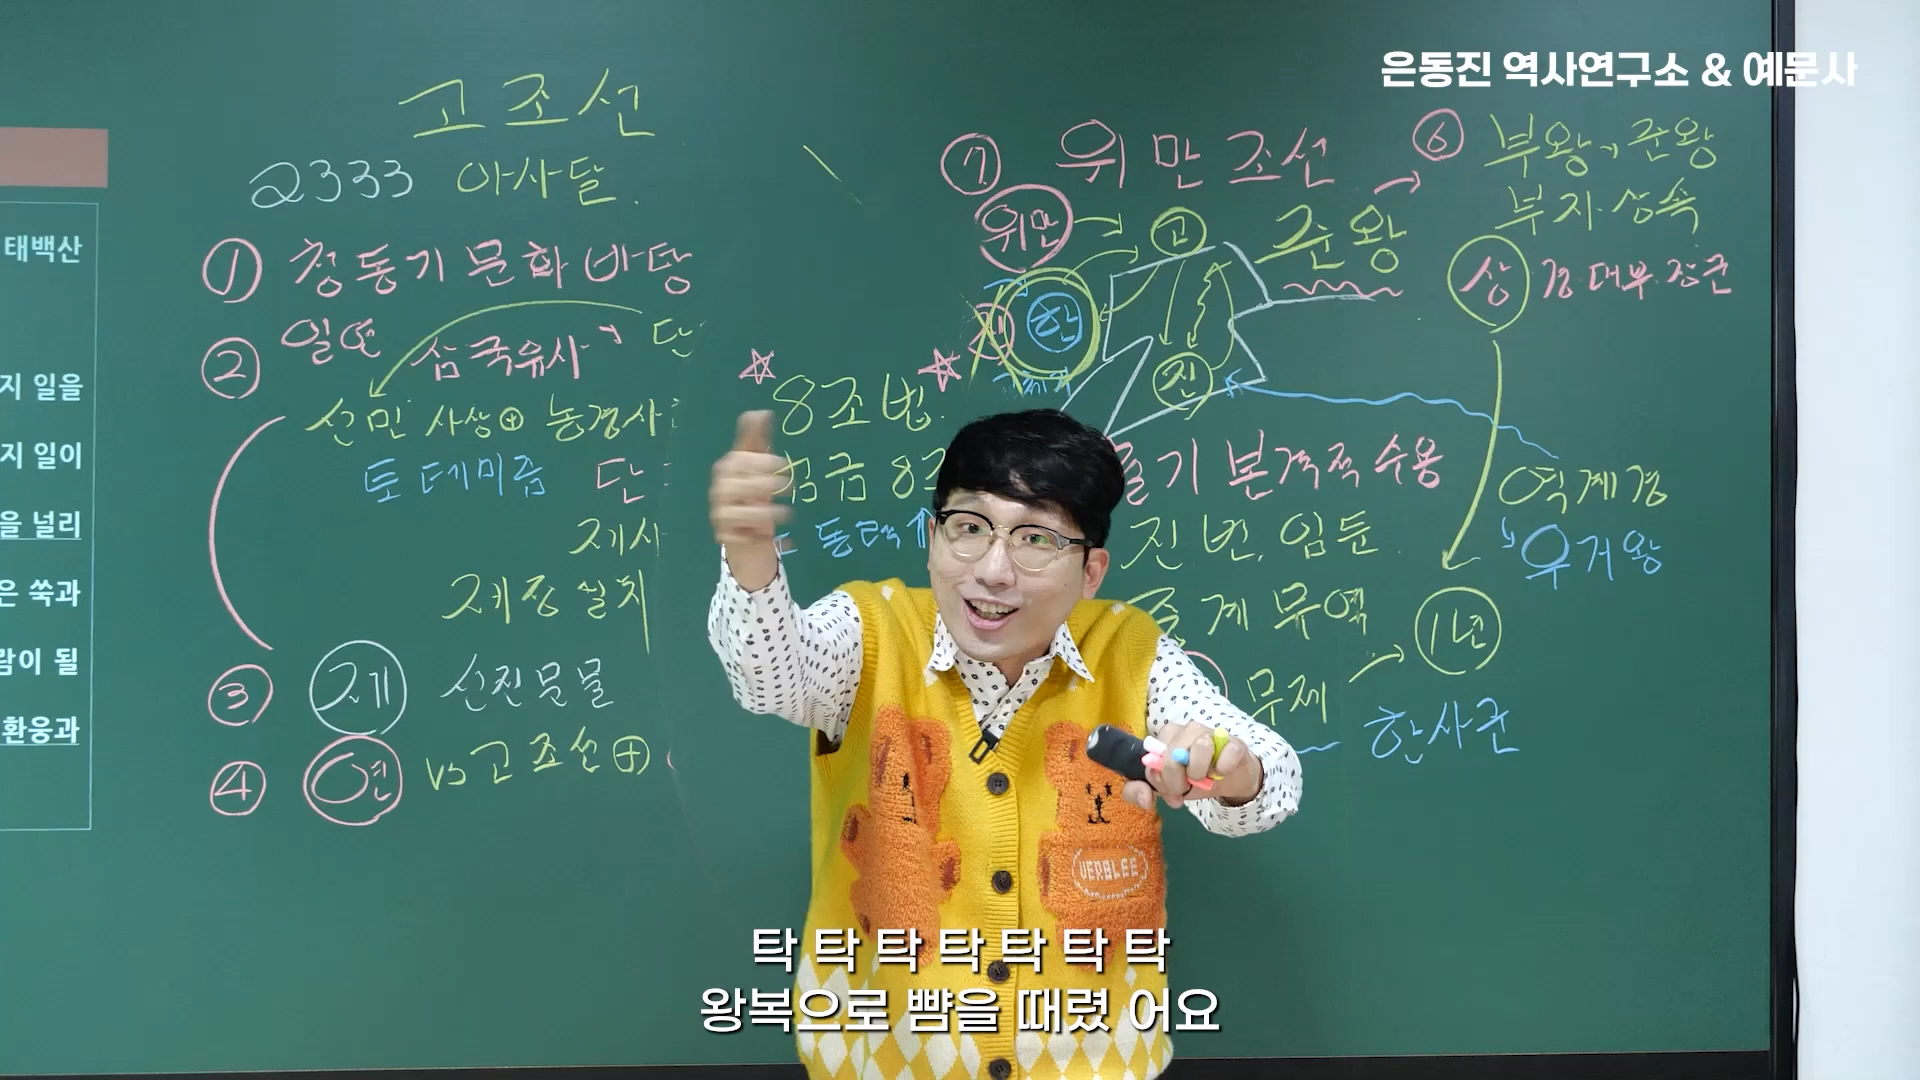 은동진 역사연구소 & 예문사
고조선
2333 아사달.
① 청동기 문화 바탕
② 일연 삼국유사 단
선민 사상 ⊕ 농경사
토테미즘 단
제사
제정 일치
③ 제 선진문물
④ 연 vs 고조선 ⊕
태백산
지 일을
지 일이
을 널리
은 쑥과
람이 될
환웅과
☆ 8조법. ☆
금 8조
⑦ 위만조선
위만
고
준왕
한
진
즐기 본격적 수용
진번, 임둔.
중계 무역
무제
1년
한사군
⑥ 부왕, 준왕
부자 상속
상 경 대부 장군
역계경
우거왕
VERBLEE
탁 탁 탁 탁 탁 탁 탁
왕복으로 뺨을 때렸 어요